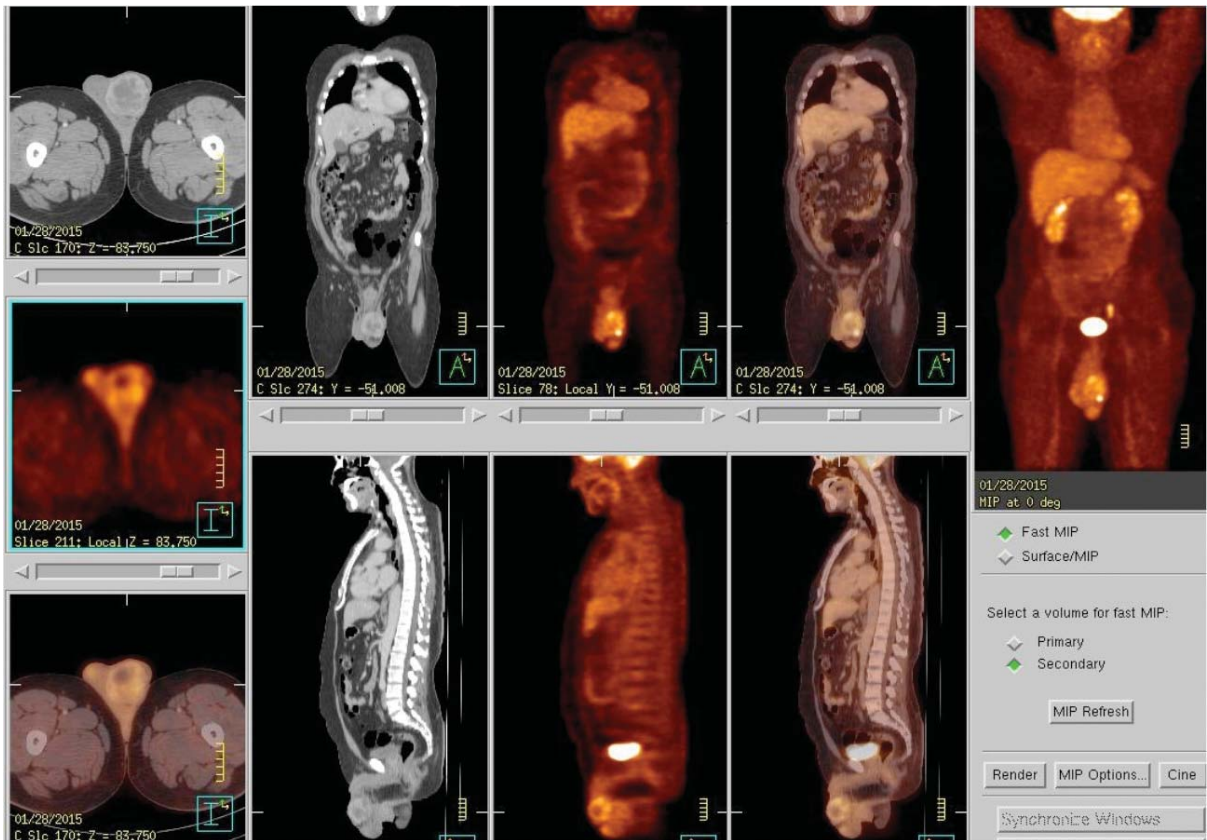 01/28/2015
C Slc 170: Z = 83.750
01/28/2015
C Slc 274: Y = -51.008
A
01/28/2015
Slice 78: Local Y = -51.008
A
01/28/2015
C Slc 274: Y = -51.008
A
01/28/2015
MIP at 0 deg
I
01/28/2015
Slice 211: Local Z = 83.750
I
01/28/2015
C Slc 170: Z = 83.750
I
Fast MIP
Surface/MIP
Select a volume for fast MIP:
Primary
Secondary
MIP Refresh
Render
MIP Options...
Cine
Synchronize Windows